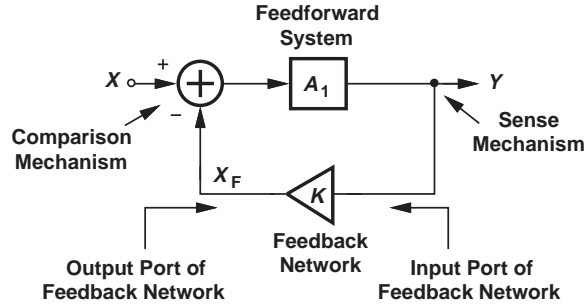 Feedforward
System
X
+
−
+
A1
Y
Comparison
Mechanism
Sense
Mechanism
XF
K
Feedback
Network
Output Port of
Feedback Network
Input Port of
Feedback Network